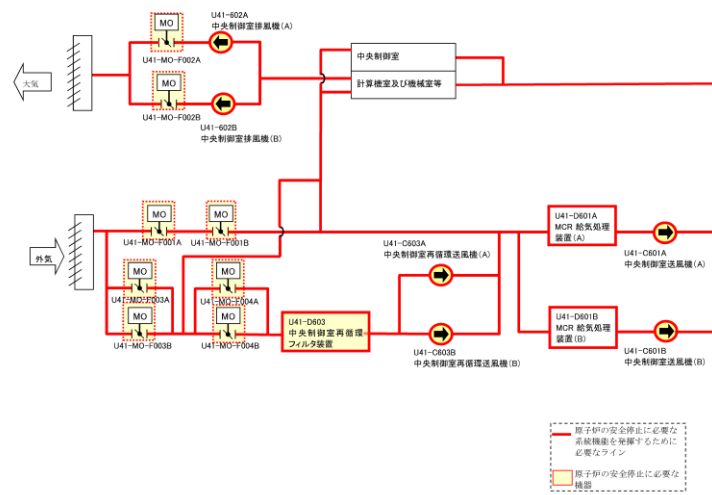 U41-602A
中央制御室排風機(A)
MO
U41-MO-F002A
大気
MO
U41-MO-F002B
U41-602B
中央制御室排風機(B)
中央制御室
計算機室及び機械室等
MO
MO
U41-MO-F001A
U41-MO-F001B
外気
MO
U41-MO-F003A
MO
U41-MO-F003B
MO
U41-MO-F004A
MO
U41-MO-F004B
U41-D603
中央制御室再循環
フィルタ装置
U41-C603A
中央制御室再循環送風機(A)
U41-C603B
中央制御室再循環送風機(B)
U41-D601A
MCR 給気処理
装置(A)
U41-C601A
中央制御室送風機(A)
U41-D601B
MCR 給気処理
装置(B)
U41-C601B
中央制御室送風機(B)
原子炉の安全停止に必要な
系統機能を発揮するために
必要なライン
原子炉の安全停止に必要な
機器